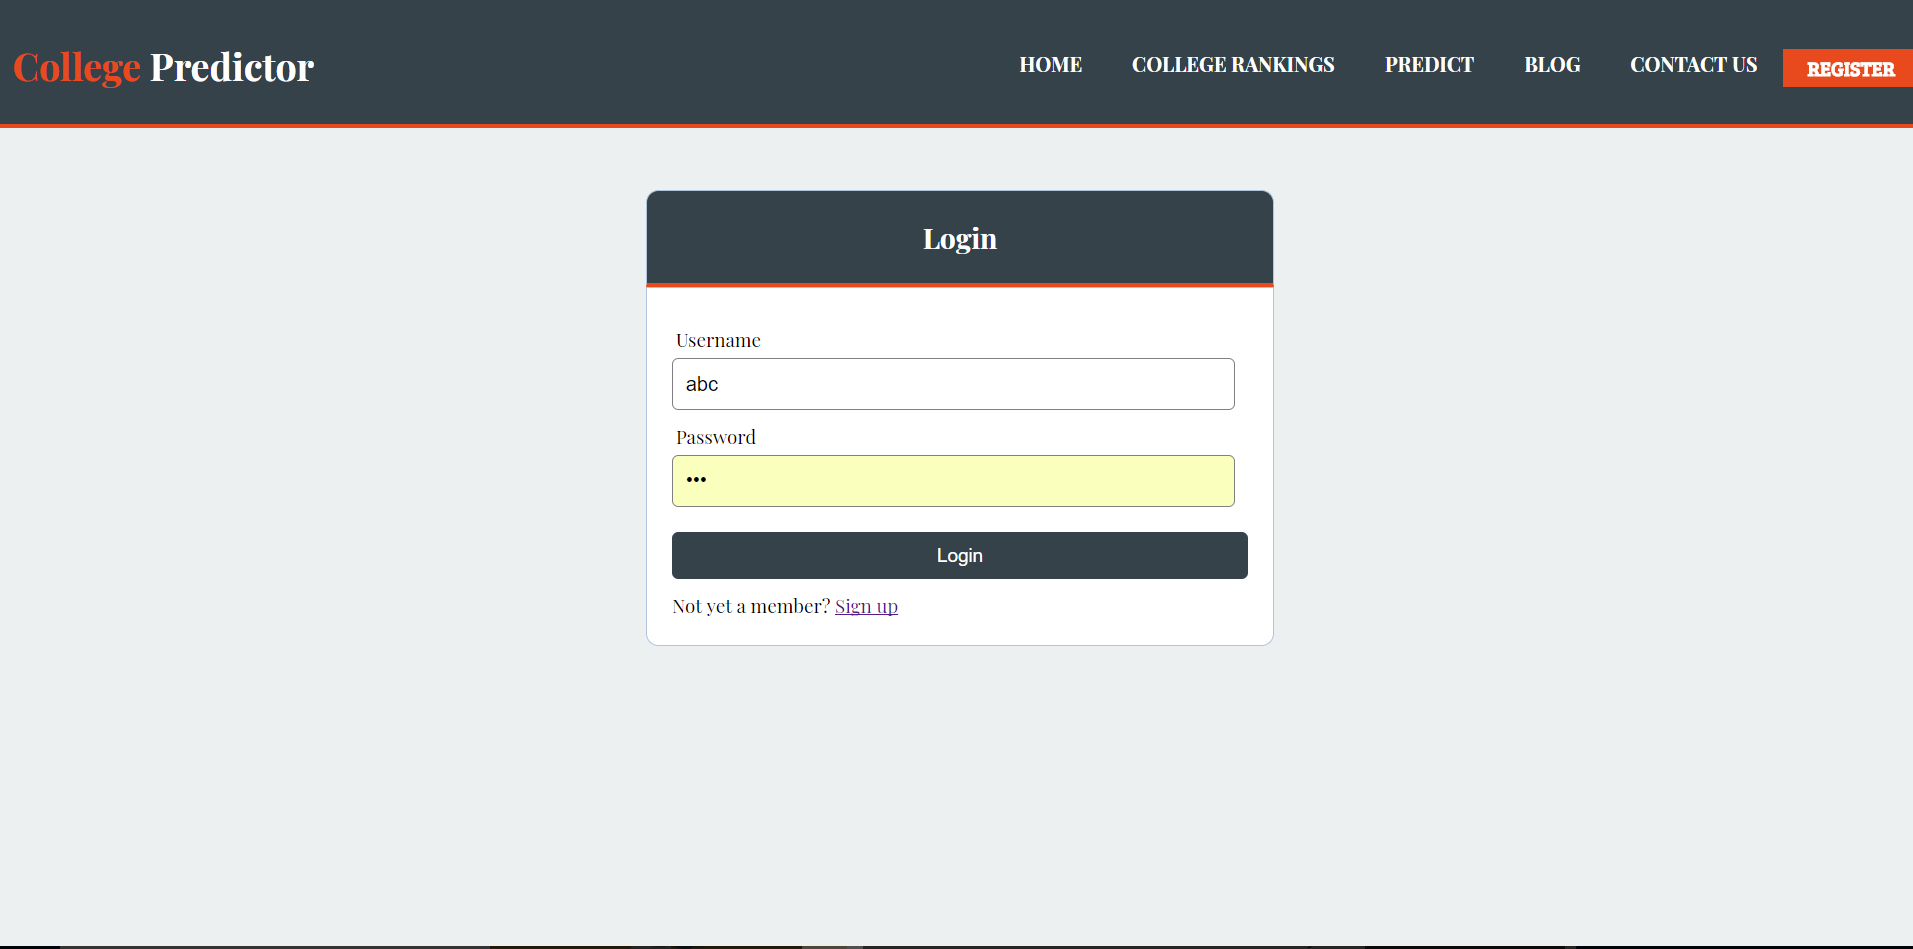 College Predictor
HOME COLLEGE RANKINGS PREDICT BLOG CONTACT US REGISTER
Login
Username
abc
Password
•••
Login
Not yet a member? Sign up